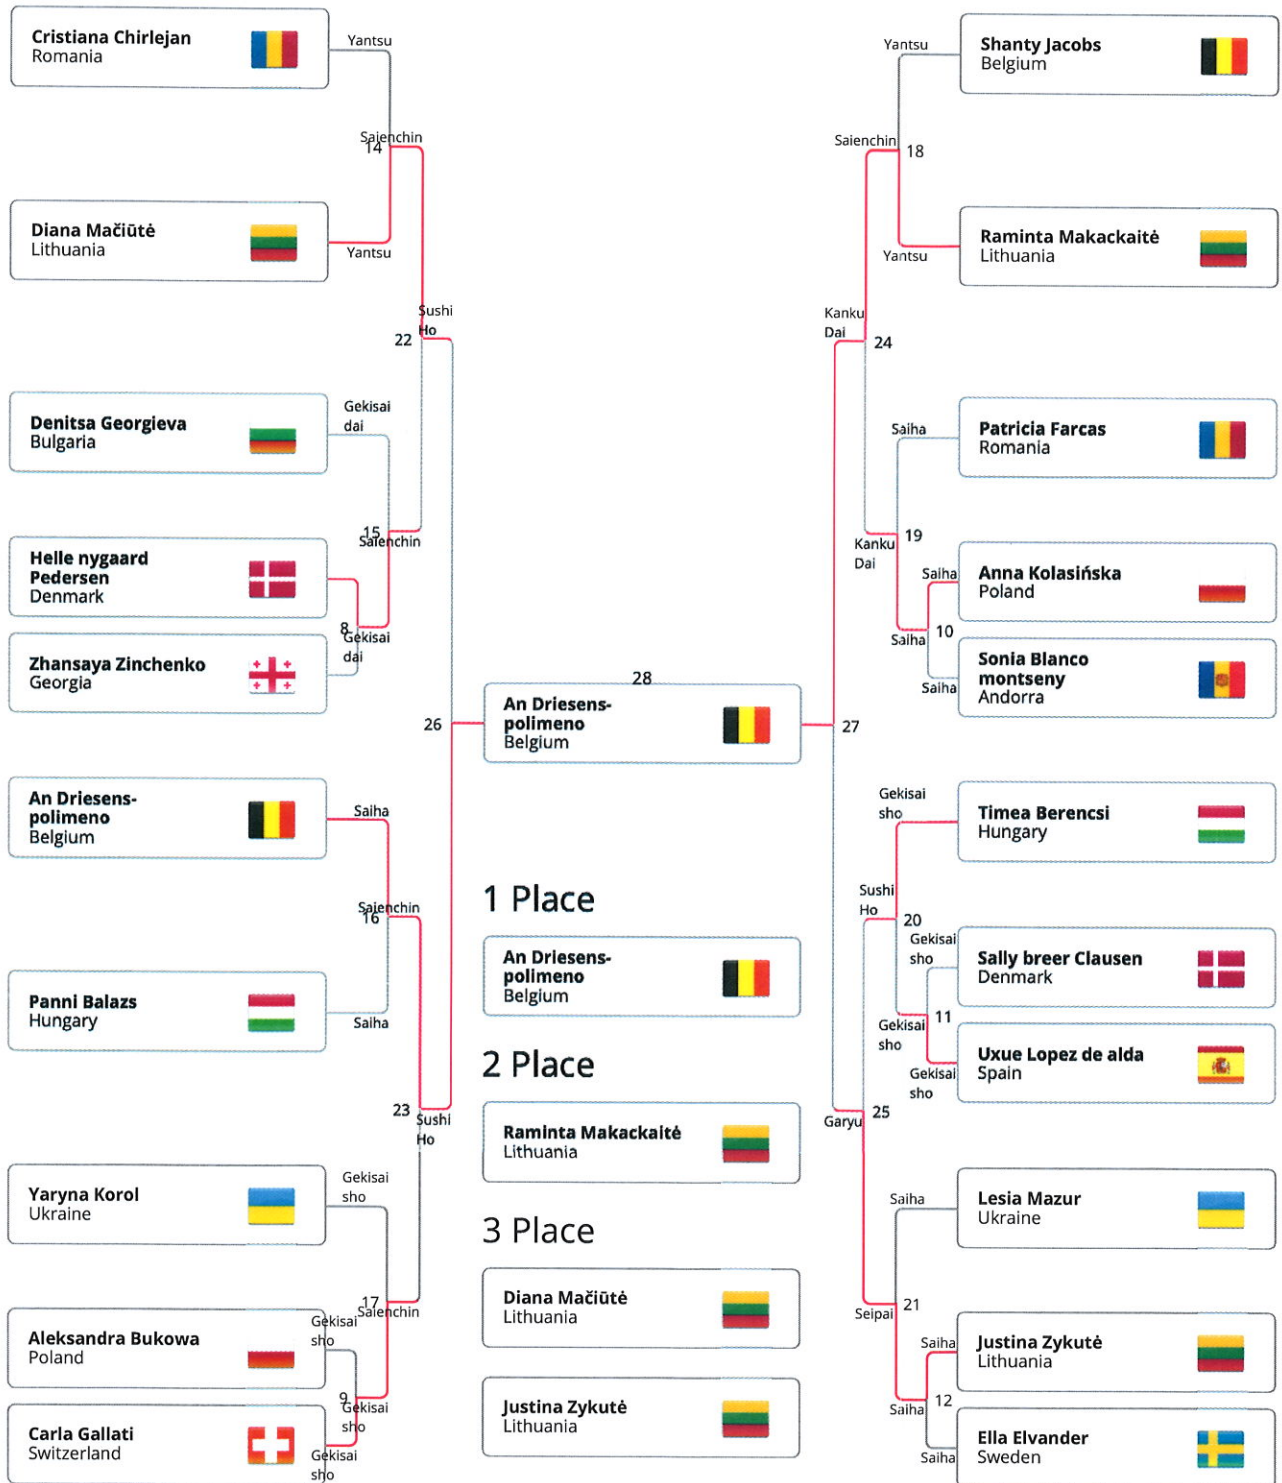 Cristiana Chirlejan
Romania
Yantsu
Saienchin
14
Diana Mačiūtė
Lithuania
Yantsu
Sushi
Ho
22
Denitsa Georgieva
Bulgaria
Gekisai
dai
15
Saienchin
Helle nygaard
Pedersen
Denmark
8
Gekisai
dai
Zhansaya Zinchenko
Georgia
26
An Driesens-
polimeno
Belgium
Saiha
Saienchin
16
Panni Balazs
Hungary
Saiha
23
Sushi
Ho
Yaryna Korol
Ukraine
Gekisai
sho
17
Saienchin
Aleksandra Bukowa
Poland
Gekisai
sho
9
Gekisai
sho
Carla Gallati
Switzerland
Gekisai
sho
28
An Driesens-
polimeno
Belgium
1 Place
An Driesens-
polimeno
Belgium
2 Place
Raminta Makackaitė
Lithuania
3 Place
Diana Mačiūtė
Lithuania
Justina Zykutė
Lithuania
Yantsu
Shanty Jacobs
Belgium
Saienchin
18
Yantsu
Raminta Makackaitė
Lithuania
Kanku
Dai
24
Saiha
Patricia Farcas
Romania
19
Kanku
Dai
Saiha
Anna Kolasińska
Poland
10
Saiha
Saiha
Sonia Blanco
montseny
Andorra
27
Gekisai
sho
Timea Berencsi
Hungary
Sushi
Ho
20
Gekisai
sho
Sally breer Clausen
Denmark
11
Gekisai
sho
Gekisai
sho
Uxue Lopez de alda
Spain
25
Garyu
Saiha
Lesia Mazur
Ukraine
21
Seipai
Saiha
Justina Zykutė
Lithuania
12
Saiha
Saiha
Ella Elvander
Sweden